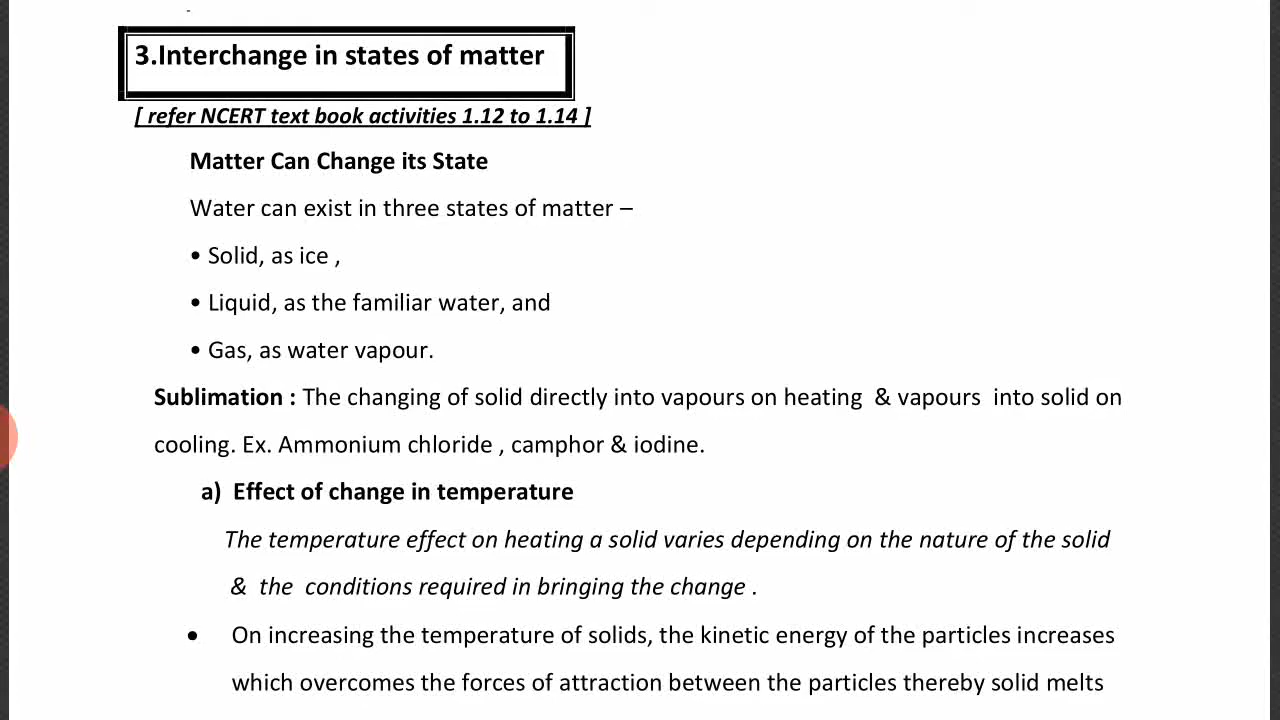 3.Interchange in states of matter
[ refer NCERT text book activities 1.12 to 1.14 ]
Matter Can Change its State
Water can exist in three states of matter –
• Solid, as ice ,
• Liquid, as the familiar water, and
• Gas, as water vapour.
Sublimation : The changing of solid directly into vapours on heating & vapours into solid on
cooling. Ex. Ammonium chloride , camphor & iodine.
a) Effect of change in temperature
The temperature effect on heating a solid varies depending on the nature of the solid
& the conditions required in bringing the change .
• On increasing the temperature of solids, the kinetic energy of the particles increases
which overcomes the forces of attraction between the particles thereby solid melts